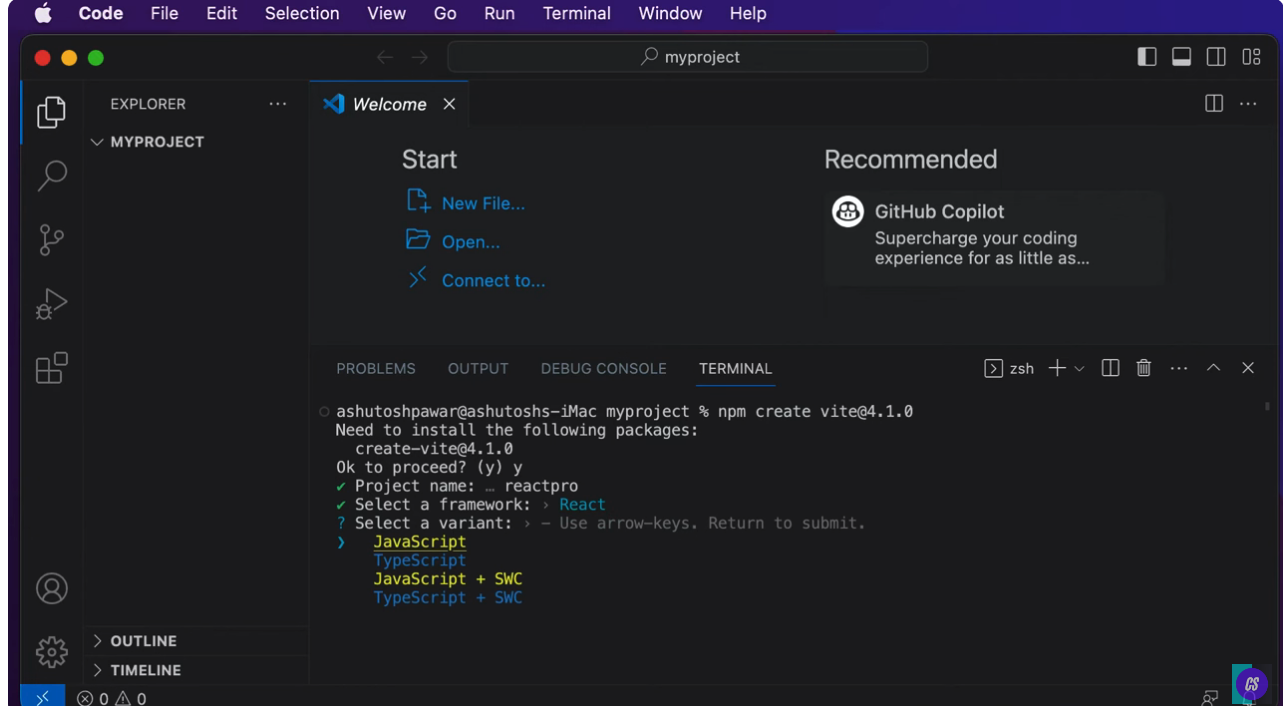 Code File Edit Selection View Go Run Terminal Window Help
myproject
EXPLORER ...
Welcome
MYPROJECT
Start
New File...
Open...
Connect to...
Recommended
GitHub Copilot
Supercharge your coding
experience for as little as...
PROBLEMS OUTPUT DEBUG CONSOLE TERMINAL
zsh
ashutoshpawar@ashutoshs-iMac myproject % npm create vite@4.1.0
Need to install the following packages:
create-vite@4.1.0
Ok to proceed? (y) y
✔ Project name: … reactpro
✔ Select a framework: › React
? Select a variant: › - Use arrow-keys. Return to submit.
❯ JavaScript
TypeScript
JavaScript + SWC
TypeScript + SWC
OUTLINE
TIMELINE
0 0
CS